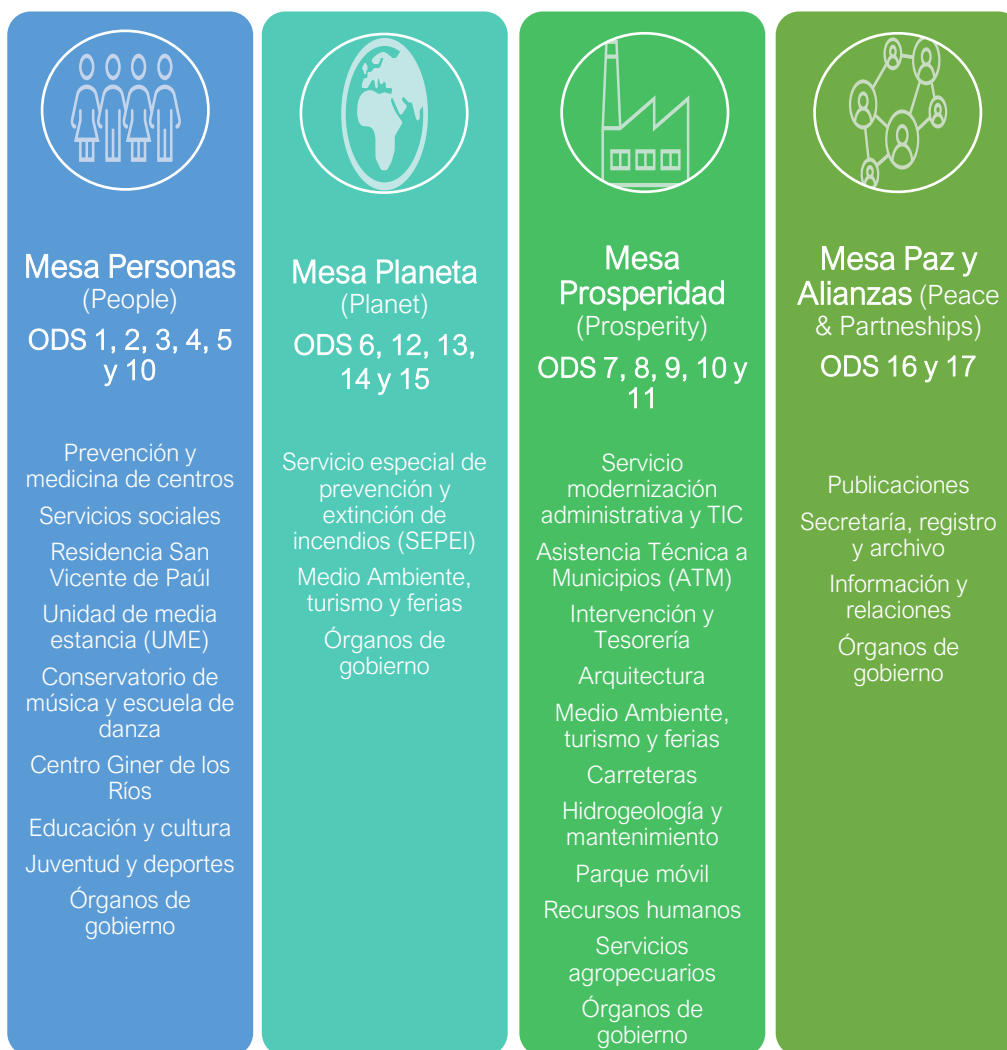 Mesa Personas
(People)
ODS 1, 2, 3, 4, 5
y 10
Prevención y
medicina de centros
Servicios sociales
Residencia San
Vicente de Paúl
Unidad de media
estancia (UME)
Conservatorio de
música y escuela de
danza
Centro Giner de los
Ríos
Educación y cultura
Juventud y deportes
Órganos de
gobierno
Mesa Planeta
(Planet)
ODS 6, 12, 13,
14 y 15
Servicio especial de
prevención y
extinción de
incendios (SEPEI)
Medio Ambiente,
turismo y ferias
Órganos de
gobierno
Mesa
Prosperidad
(Prosperity)
ODS 7, 8, 9, 10 y
11
Servicio
modernización
administrativa y TIC
Asistencia Técnica a
Municipios (ATM)
Intervención y
Tesorería
Arquitectura
Medio Ambiente,
turismo y ferias
Carreteras
Hidrogeología y
mantenimiento
Parque móvil
Recursos humanos
Servicios
agropecuarios
Órganos de
gobierno
Mesa Paz y
Alianzas (Peace
& Partneships)
ODS 16 y 17
Publicaciones
Secretaría, registro
y archivo
Información y
relaciones
Órganos de
gobierno